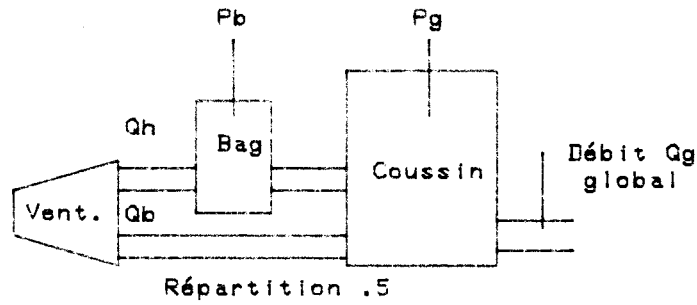 Pb
Pg
Qh
Bag
Débit Qg
global
Coussin
Vent.
Qb
Répartition .5